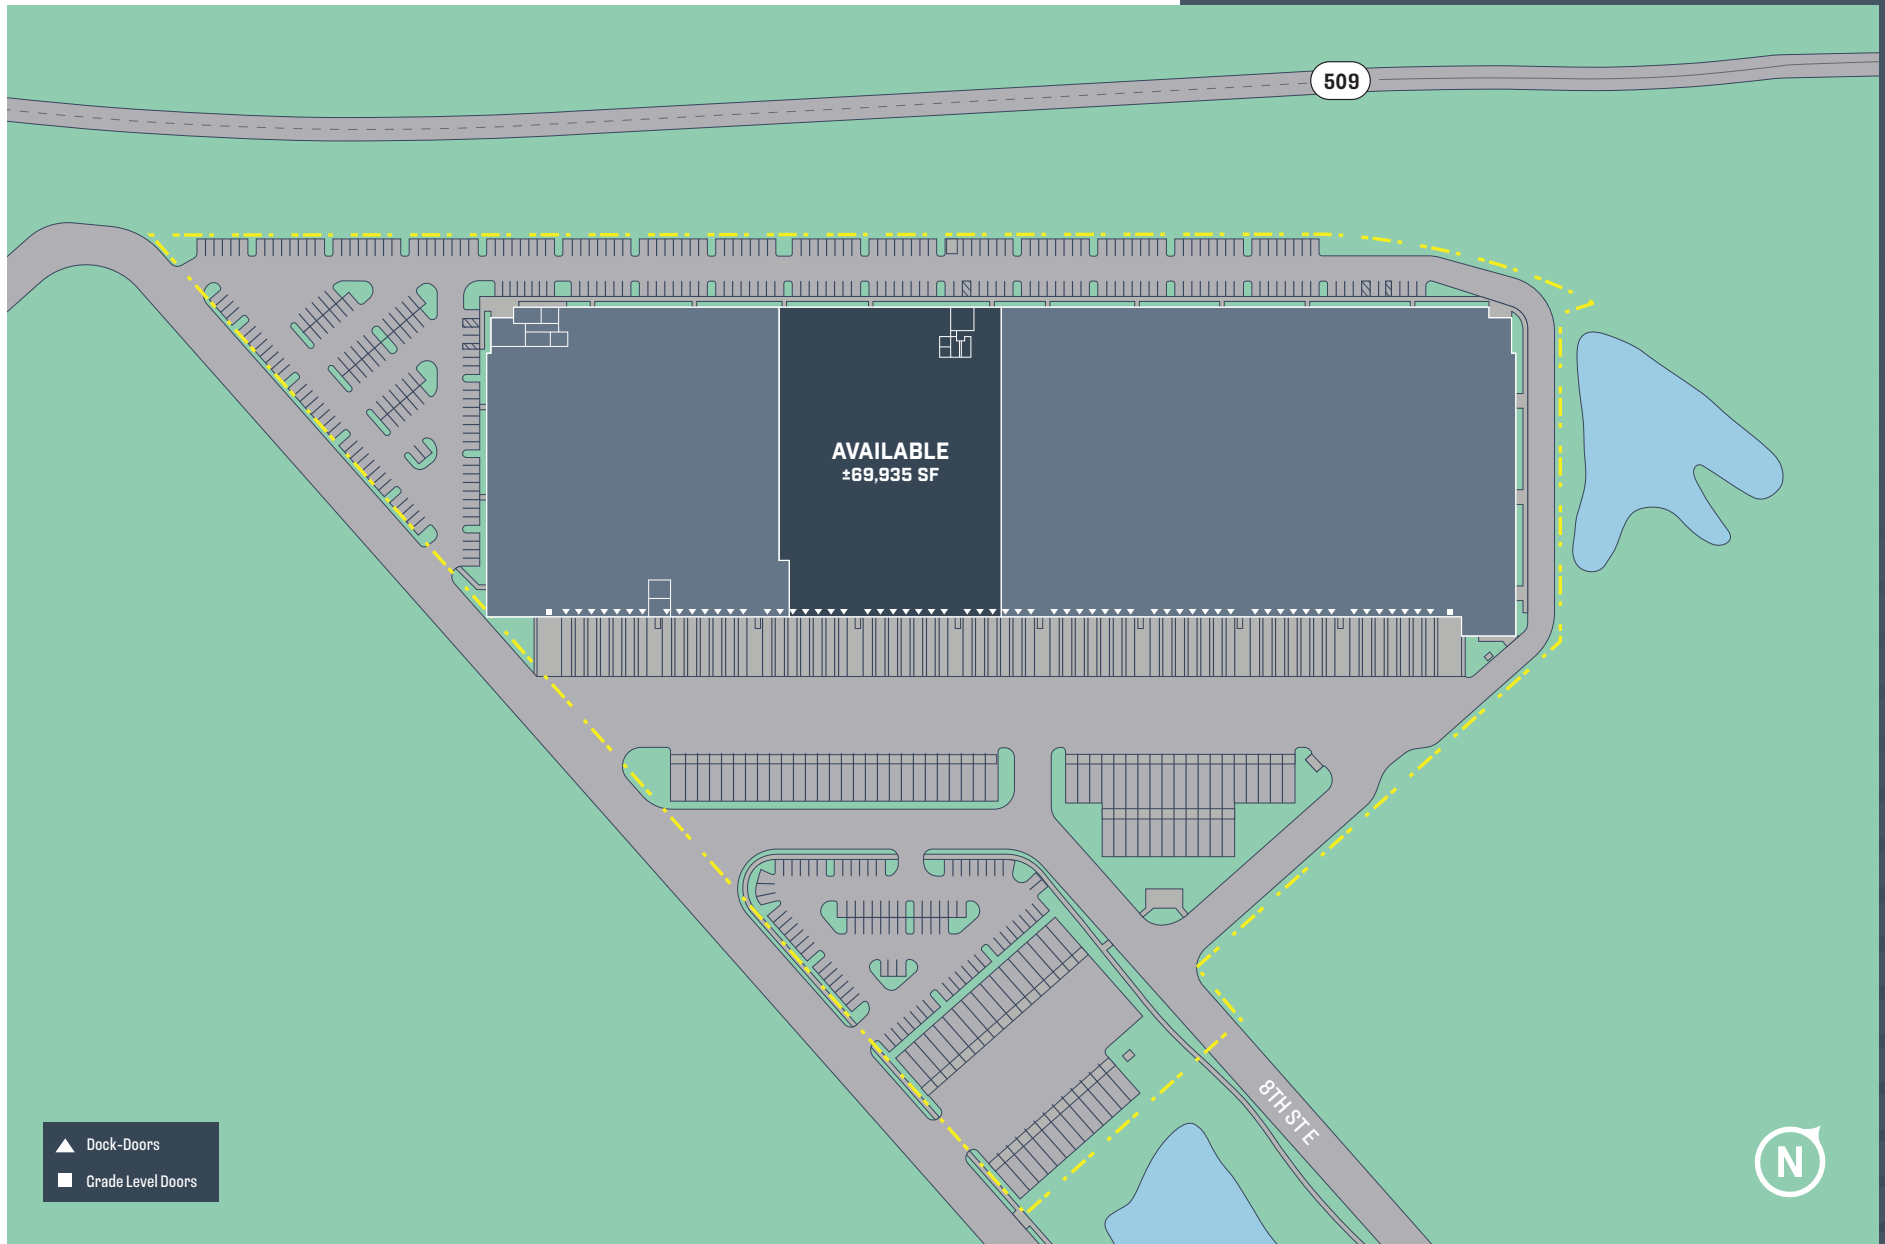 509
AVAILABLE
±69,935 SF
8TH ST E
Dock-Doors
Grade Level Doors
N